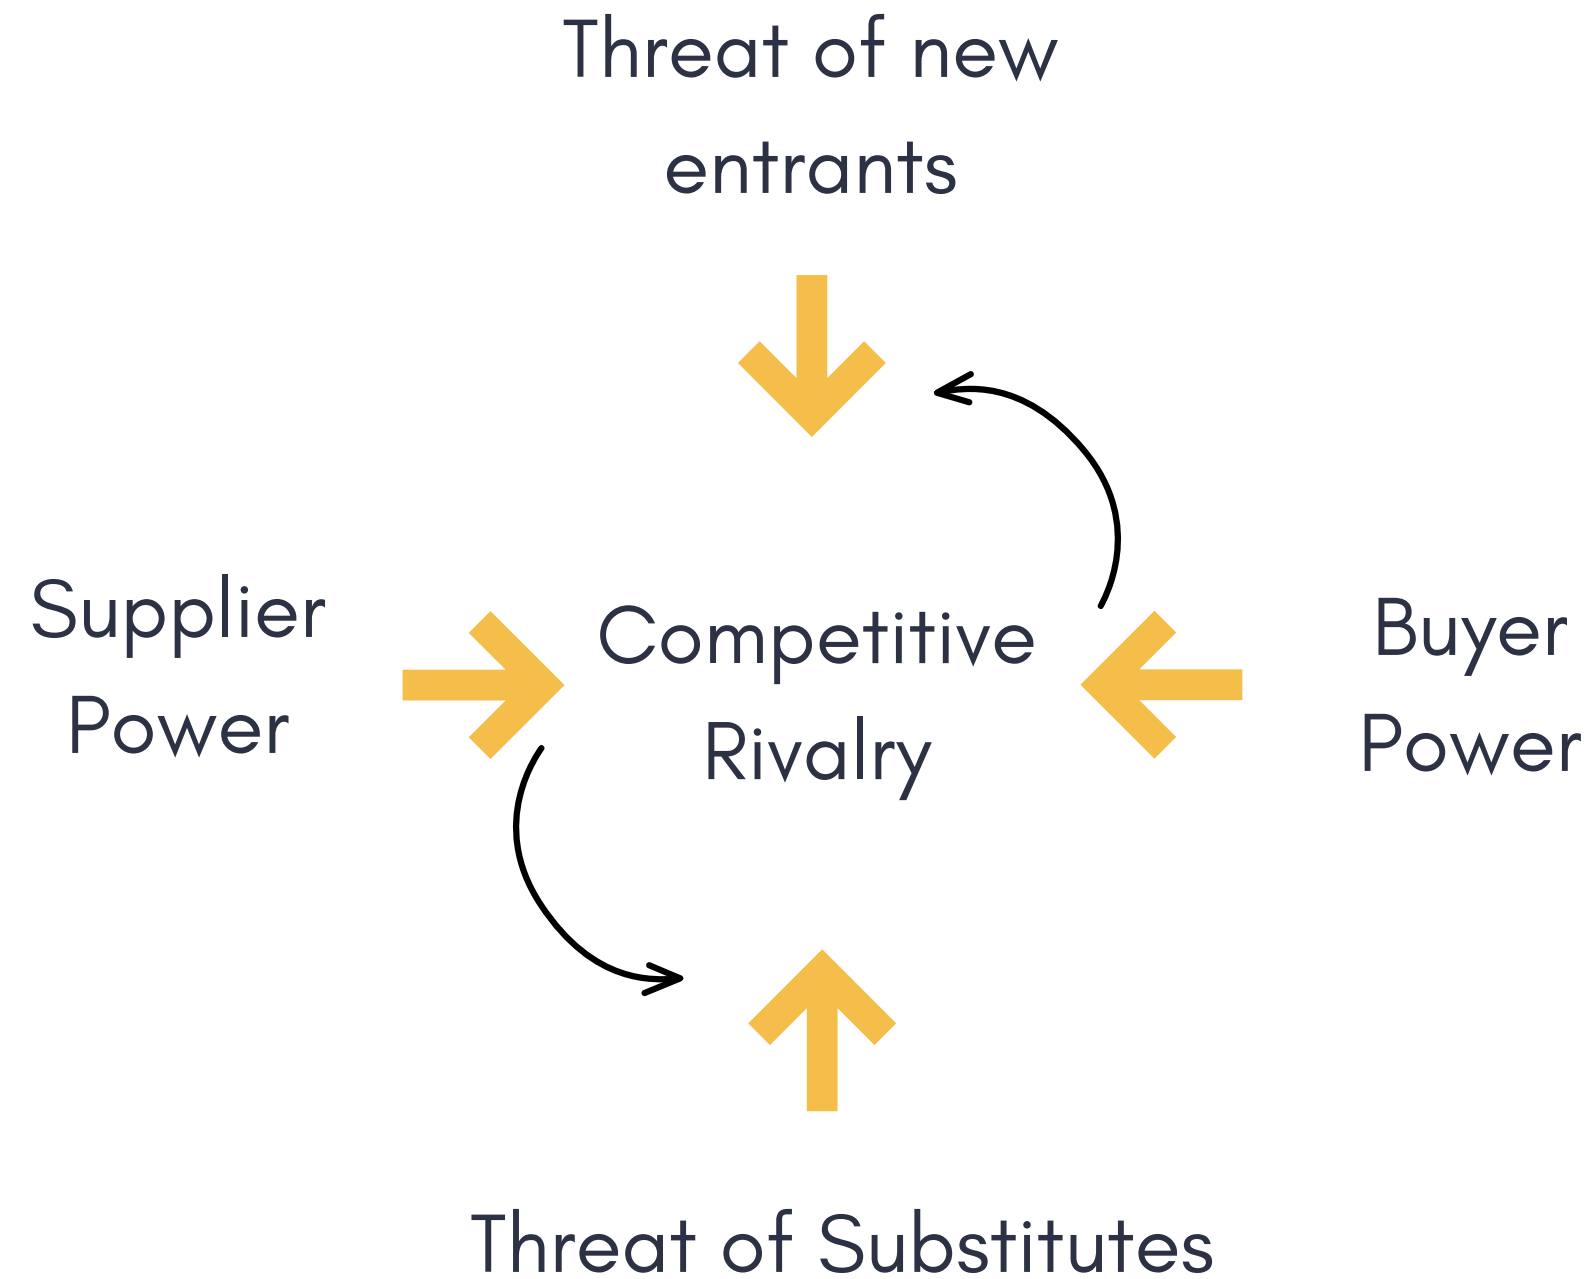 Threat of new
entrants
Supplier
Power
Competitive
Rivalry
Buyer
Power
Threat of Substitutes